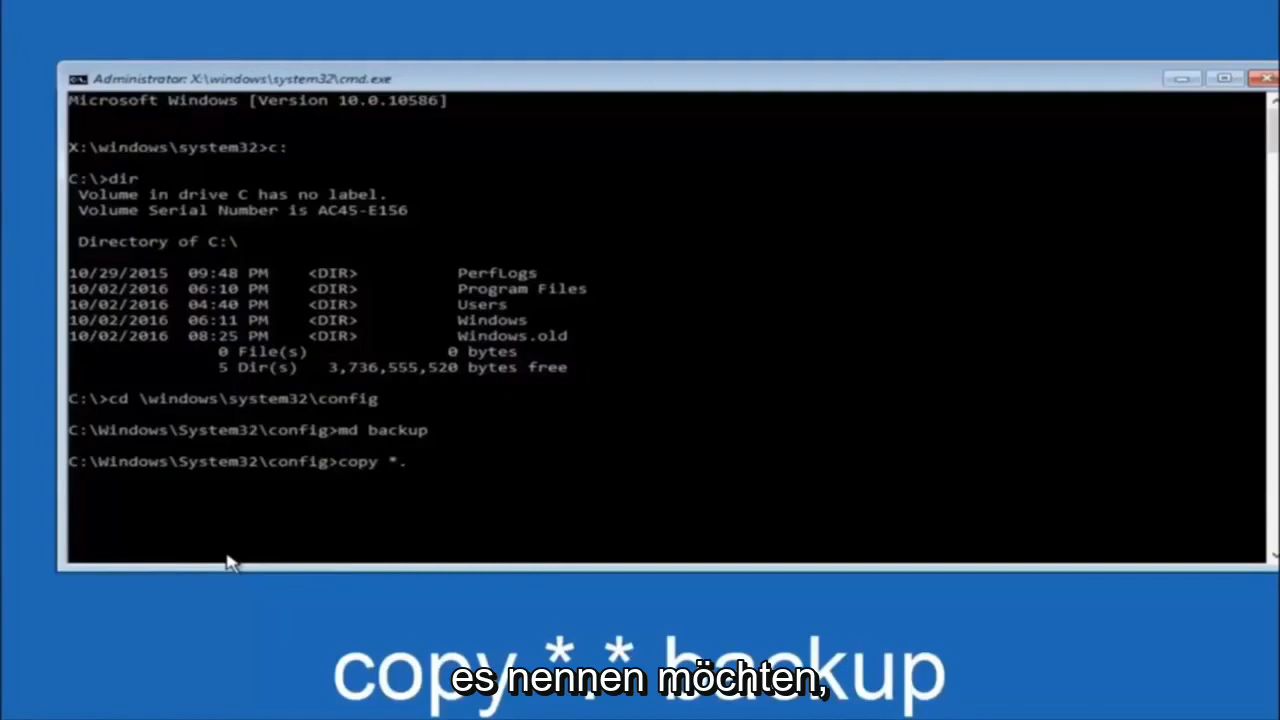 Administrator: X:\windows\system32\cmd.exe
Microsoft Windows [Version 10.0.10586]
X:\windows\system32>c:
C:\>dir
Volume in drive C has no label.
Volume Serial Number is AC45-E156
Directory of C:\
10/29/2015 09:48 PM <DIR> PerfLogs
10/02/2016 06:10 PM <DIR> Program Files
10/02/2016 04:40 PM <DIR> Users
10/02/2016 06:11 PM <DIR> Windows
10/02/2016 08:25 PM <DIR> Windows.old
0 File(s) 0 bytes
5 Dir(s) 3,736,555,520 bytes free
C:\>cd \windows\system32\config
C:\Windows\System32\config>md backup
C:\Windows\System32\config>copy *.
copy *.* backup
es nennen möchten,